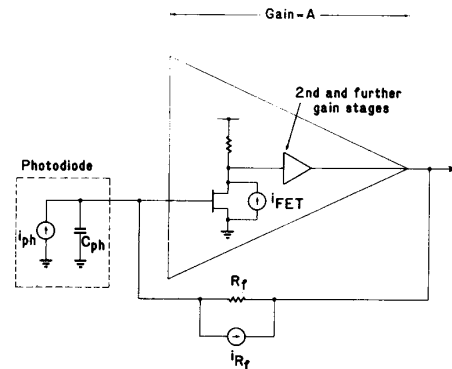 Gain-A
2nd and further
gain stages
Photodiode
iFET
iph
Cph
Rf
iRf